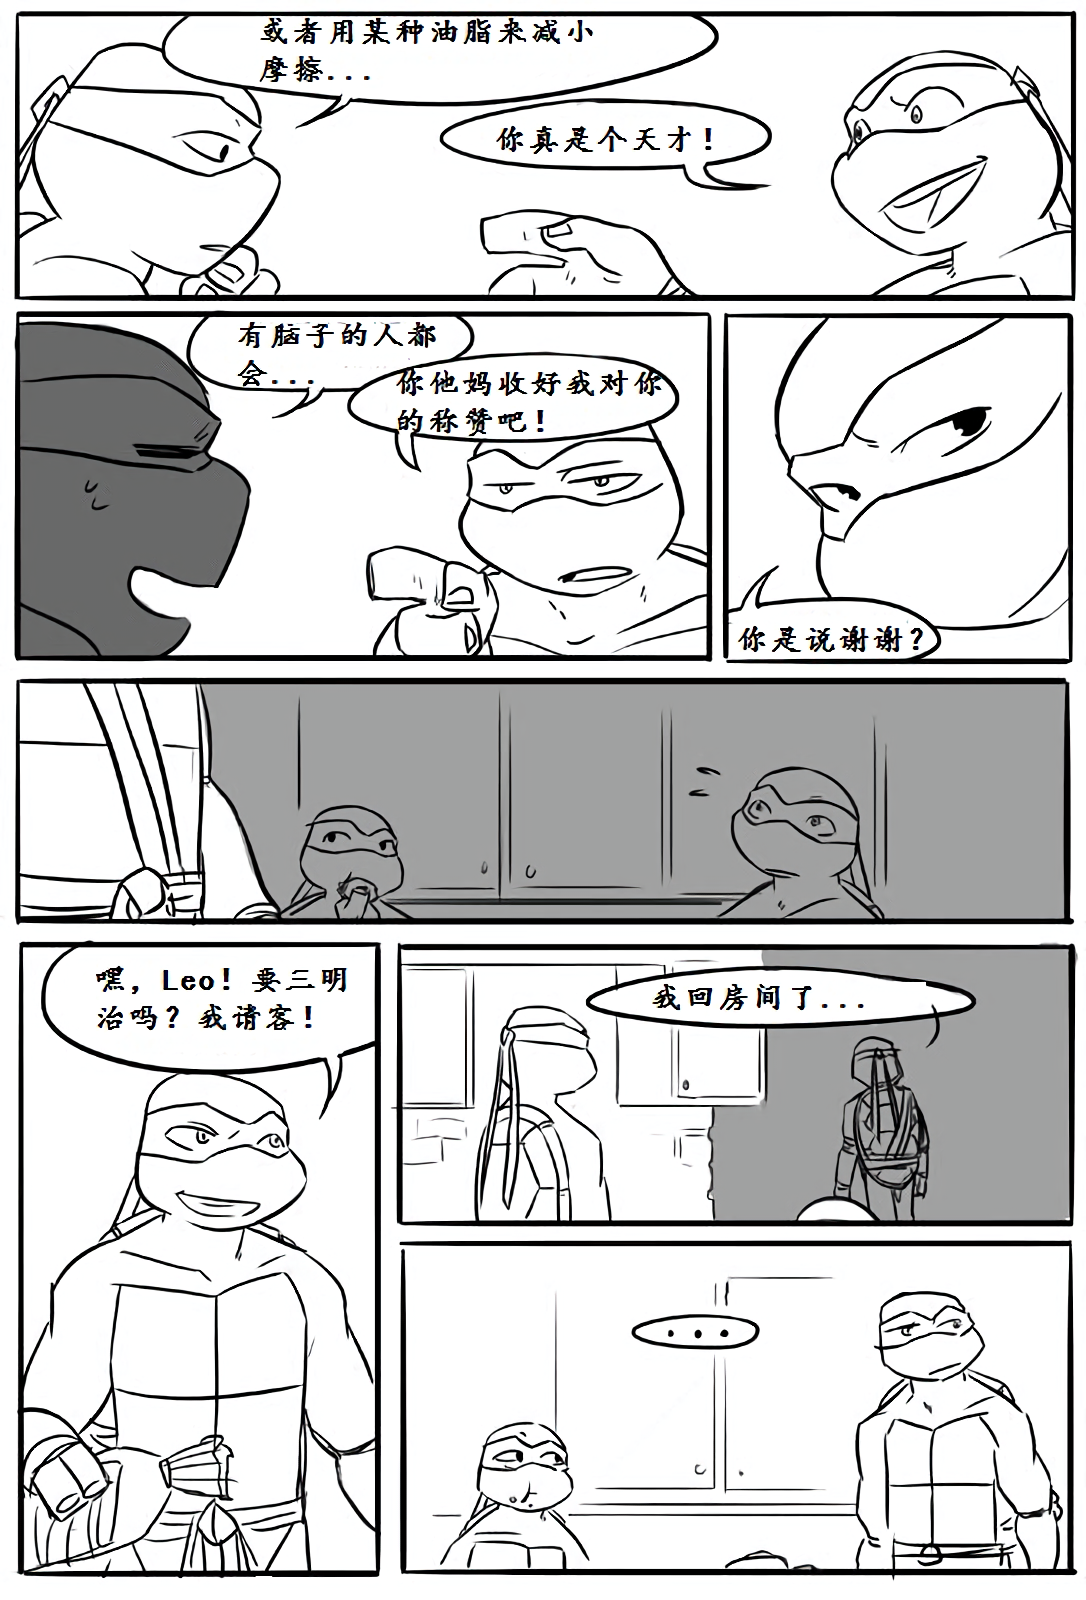 或者用某种油脂来减小
摩擦...
你真是个天才！
有脑子的人都
会...
你他妈收好我对你
的称赞吧！
你是说谢谢？
嘿，Leo！要三明
治吗？我请客！
我回房间了...
...